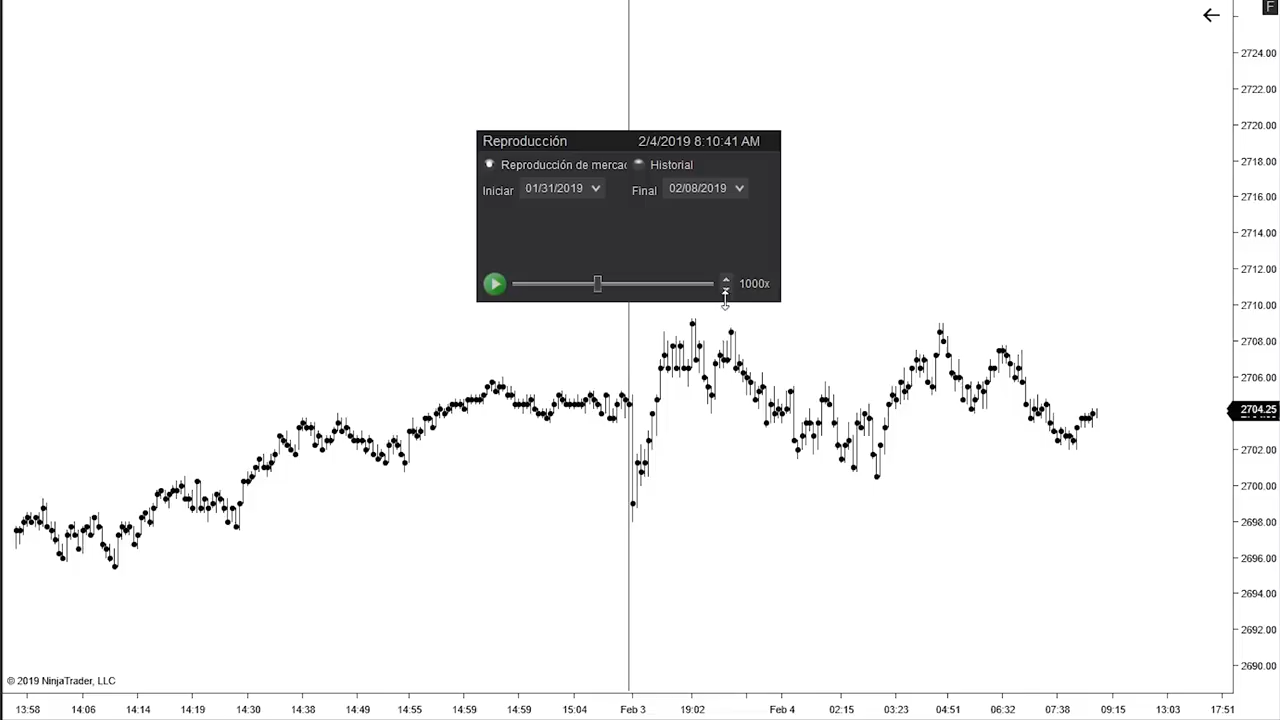 F
2724.00
2722.00
2720.00
2718.00
2716.00
2714.00
2712.00
2710.00
2708.00
2706.00
2704.25
2702.00
2700.00
2698.00
2696.00
2694.00
2692.00
2690.00
Reproducción 2/4/2019 8:10:41 AM
Reproducción de merca Historial
Iniciar 01/31/2019 Final 02/08/2019
1000x
© 2019 NinjaTrader, LLC
13:58 14:06 14:14 14:19 14:30 14:38 14:49 14:55 14:59 14:59 15:04 Feb 3 19:02 Feb 4 02:15 03:23 04:51 06:32 07:38 09:15 13:03 17:51